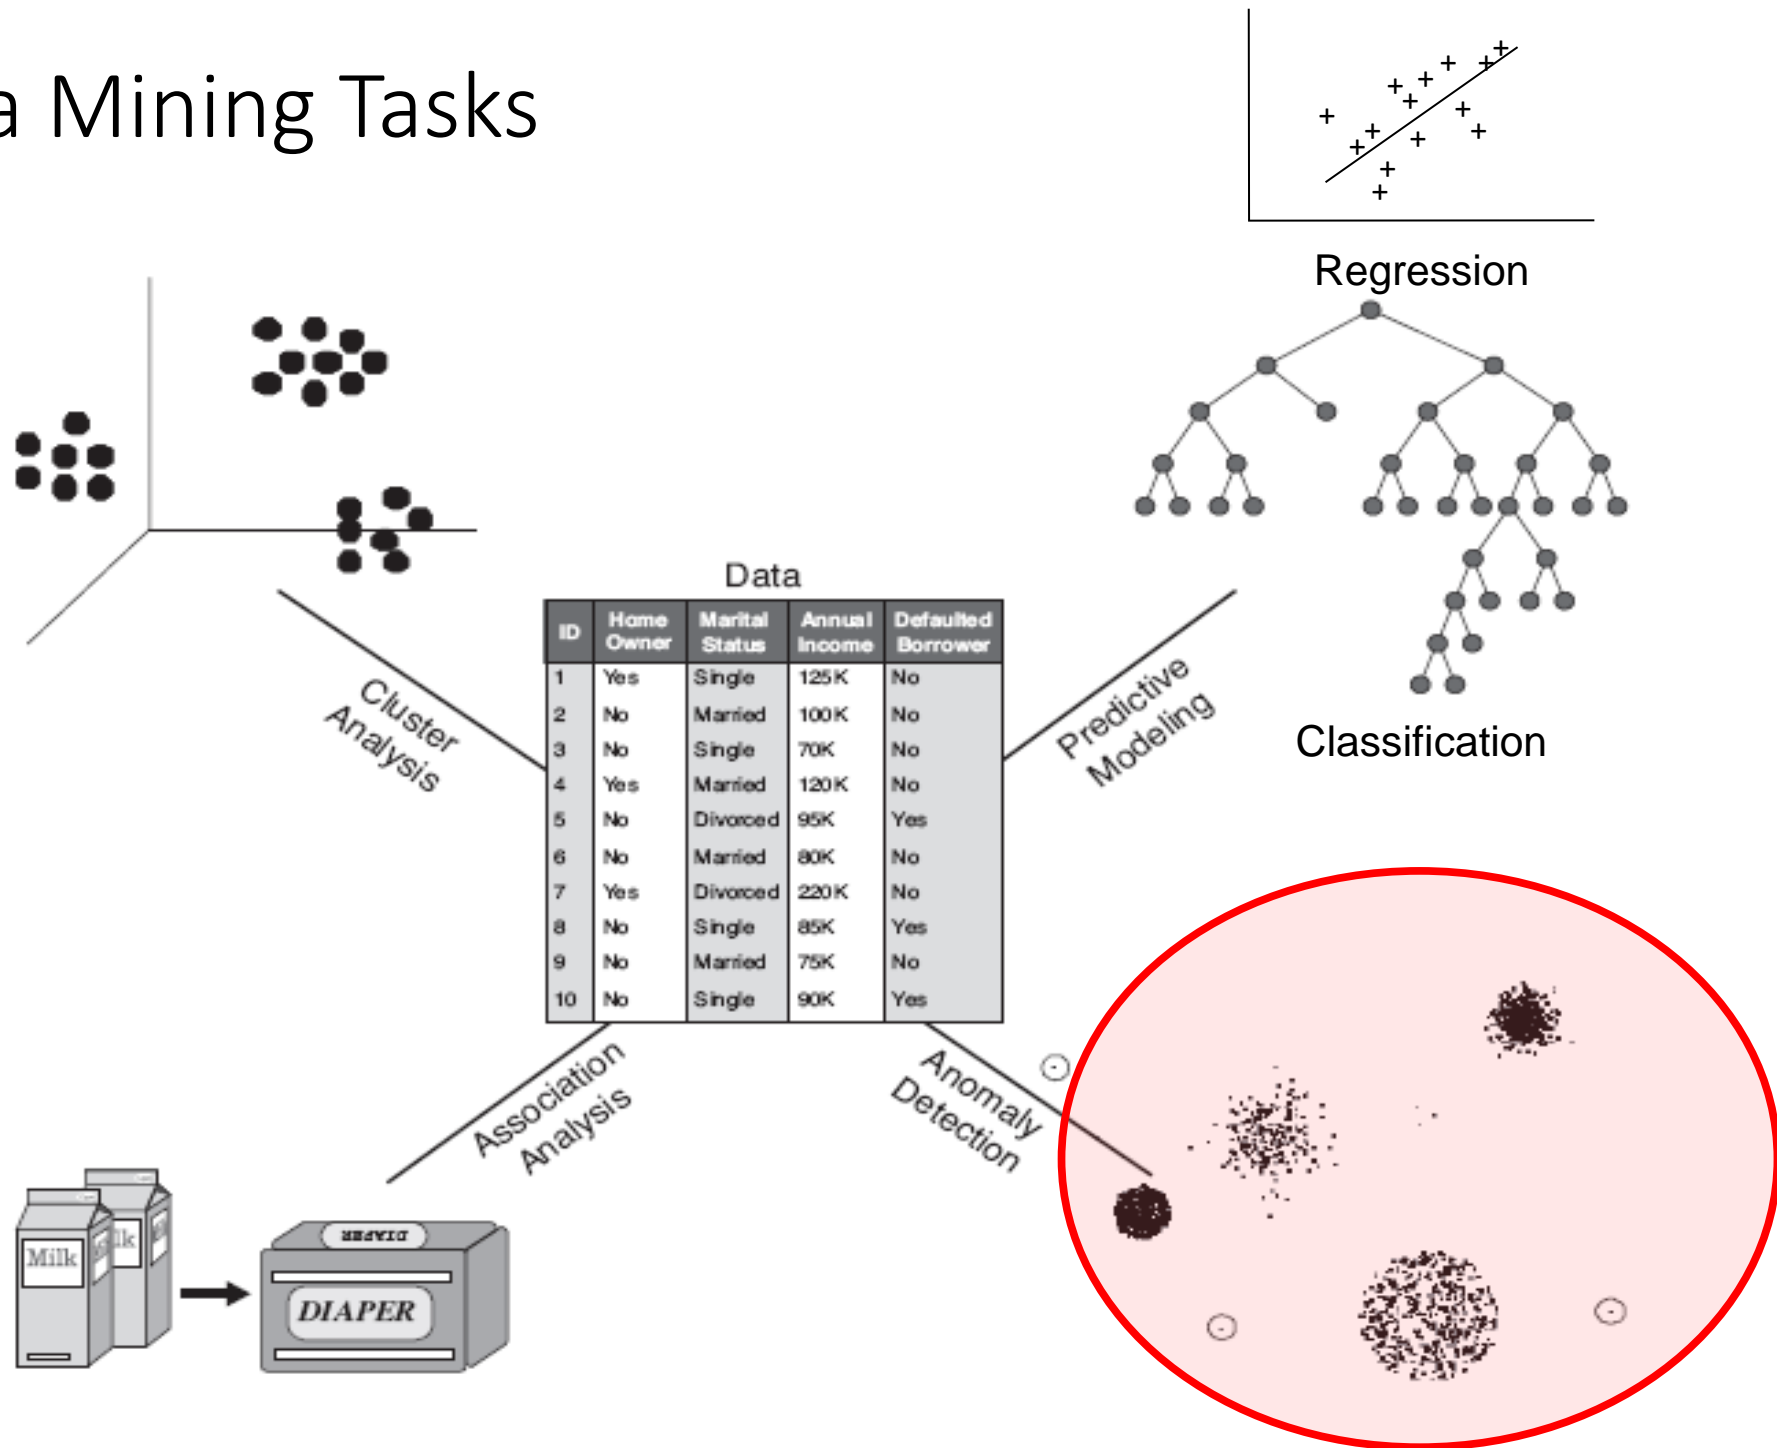 a Mining Tasks
Regression
Classification
Data
ID Home Owner Marital Status Annual Income Defaulted Borrower
1 Yes Single 125K No
2 No Married 100K No
3 No Single 70K No
4 Yes Married 120K No
5 No Divorced 95K Yes
6 No Married 80K No
7 Yes Divorced 220K No
8 No Single 85K Yes
9 No Married 75K No
10 No Single 90K Yes
Cluster
Analysis
Predictive
Modeling
Association
Analysis
Anomaly
Detection
Milk
lk
DIAPER
DIAPER